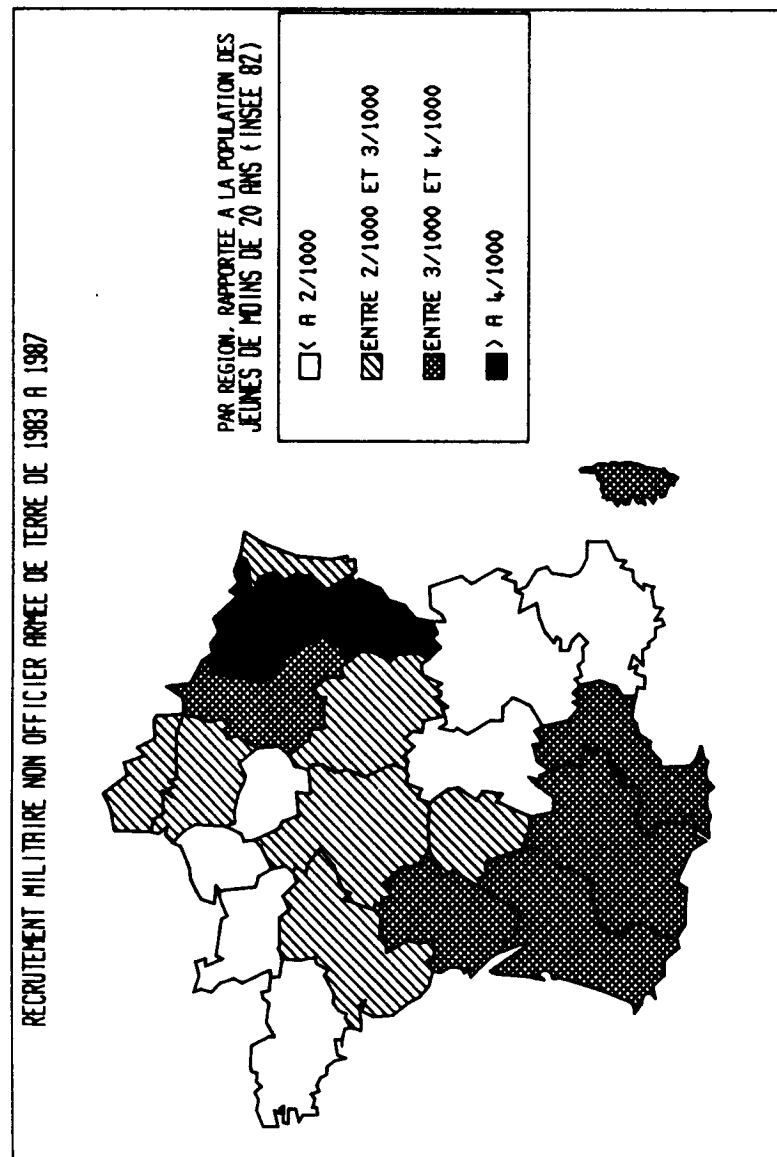 RECRUTEMENT MILITAIRE NON OFFICIER ARMEE DE TERRE DE 1983 A 1987
PAR REGION, RAPPORTEE A LA POPULATION DES
JEUNES DE MOINS DE 20 ANS (INSEE 82)
< A 2/1000
ENTRE 2/1000 ET 3/1000
ENTRE 3/1000 ET 4/1000
> A 4/1000